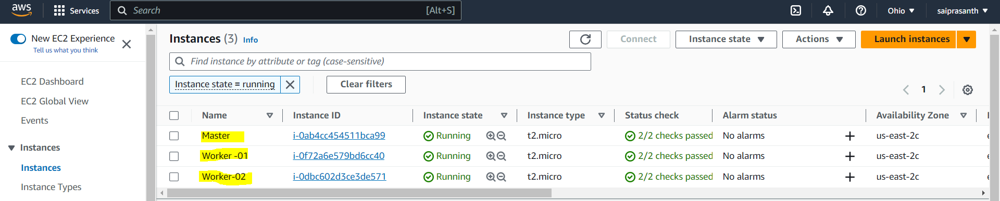 aws Services Search [Alt+S] Ohio saiprasanth
New EC2 Experience
Tell us what you think
EC2 Dashboard
EC2 Global View
Events
Instances
Instances
Instance Types
Instances (3) Info
Connect Instance state Actions Launch instances
Find instance by attribute or tag (case-sensitive)
Instance state = running Clear filters
1
Name Instance ID Instance state Instance type Status check Alarm status Availability Zone
Master i-0ab4cc454511bca99 Running t2.micro 2/2 checks passed No alarms us-east-2c
Worker -01 i-0f72a6e579bd6cc40 Running t2.micro 2/2 checks passed No alarms us-east-2c
Worker-02 i-0dbc602d3ce3de571 Running t2.micro 2/2 checks passed No alarms us-east-2c